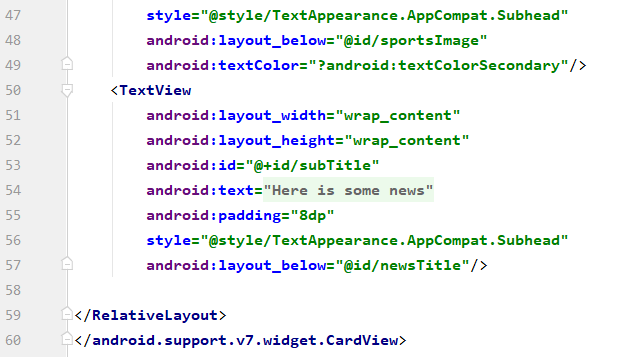 47 style="@style/TextAppearance.AppCompat.Subhead"
48 android:layout_below="@id/sportsImage"
49 android:textColor="?android:textColorSecondary"/>
50 <TextView
51 android:layout_width="wrap_content"
52 android:layout_height="wrap_content"
53 android:id="@+id/subTitle"
54 android:text="Here is some news"
55 android:padding="8dp"
56 style="@style/TextAppearance.AppCompat.Subhead"
57 android:layout_below="@id/newsTitle"/>
58
59 </RelativeLayout>
60 </android.support.v7.widget.CardView>